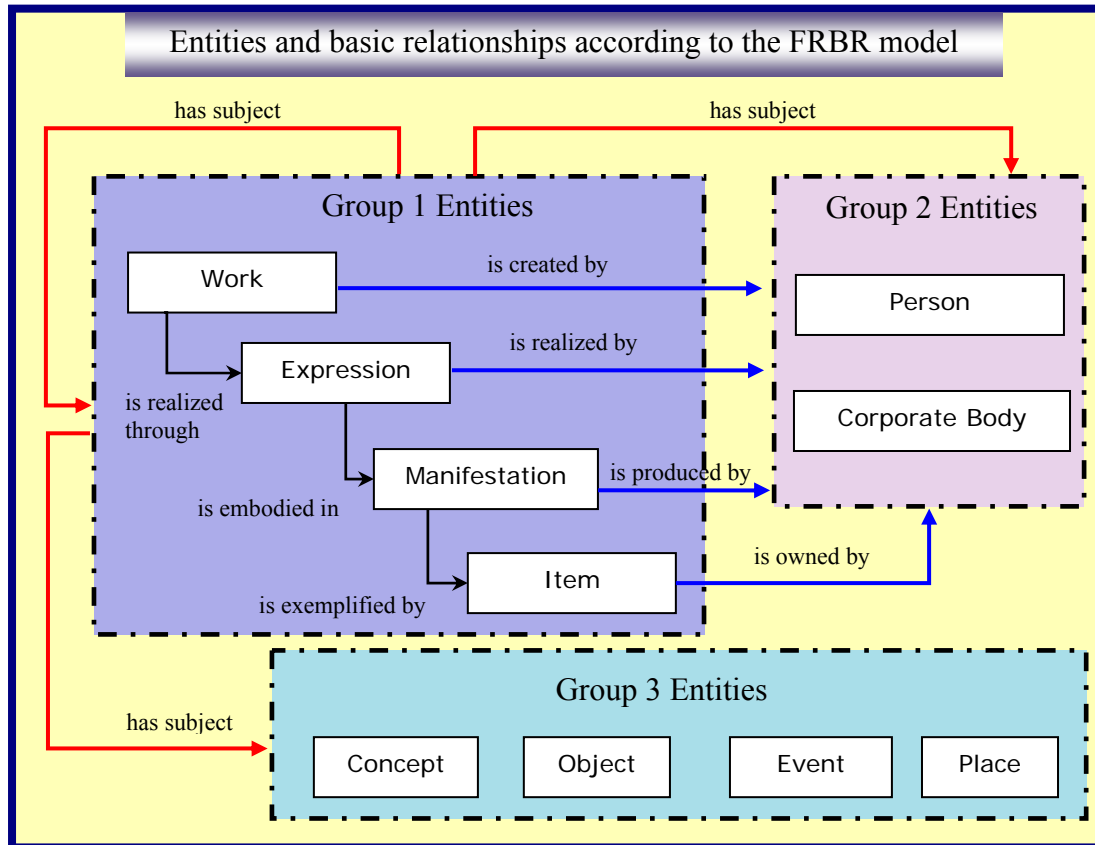 Entities and basic relationships according to the FRBR model
has subject
has subject
Group 1 Entities
Group 2 Entities
Work
is created by
Person
Expression
is realized by
is realized
through
Corporate Body
Manifestation
is produced by
is embodied in
Item
is owned by
is exemplified by
Group 3 Entities
has subject
Concept
Object
Event
Place